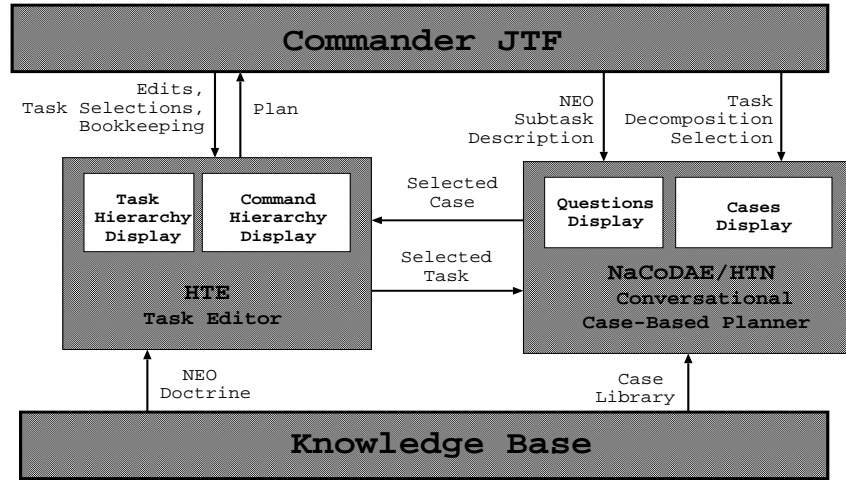 Commander JTF
Edits,
Task Selections,
Bookkeeping
Plan
NEO
Subtask
Description
Task
Decomposition
Selection
Task
Hierarchy
Display
Command
Hierarchy
Display
Selected
Case
Questions
Display
Cases
Display
Selected
Task
HTE
Task Editor
NaCoDAE/HTN
Conversational
Case-Based Planner
NEO
Doctrine
Case
Library
Knowledge Base